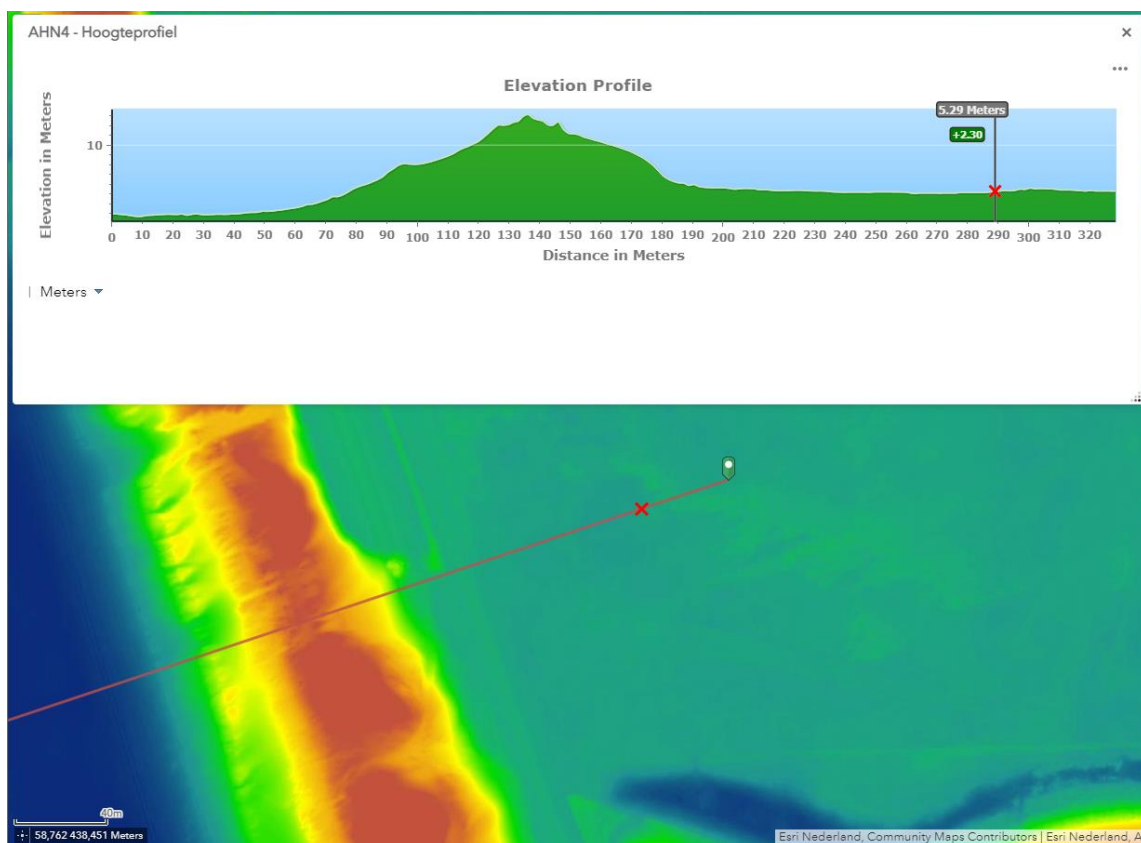 AHN4 - Hoogteprofiel
×
Elevation Profile
Elevation in Meters
10
5.29 Meters
+2.30
0 10 20 30 40 50 60 70 80 90 100 110 120 130 140 150 160 170 180 190 200 210 220 230 240 250 260 270 280 290 300 310 320
Distance in Meters
| Meters
40m
58,762 438,451 Meters
Esri Nederland, Community Maps Contributors | Esri Nederland, A